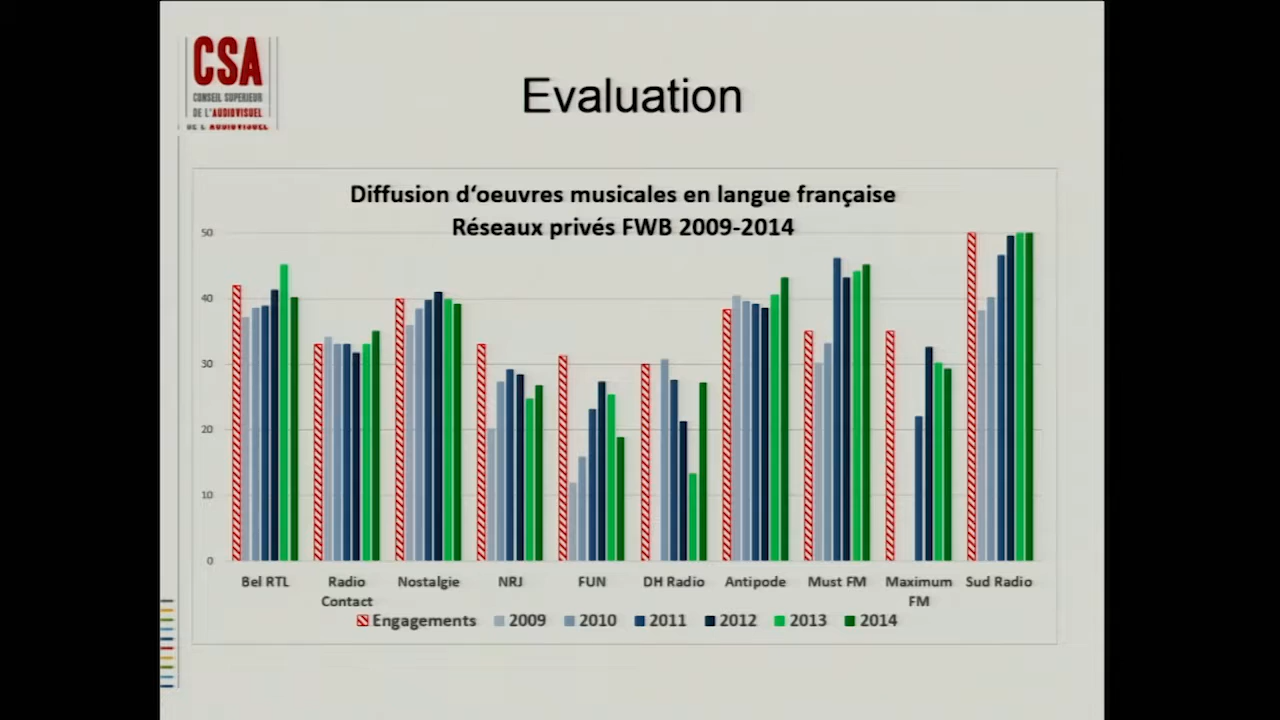 CSA
CONSEIL SUPERIEUR
DE L'AUDIOVISUEL
DE L'AUDIOVISUEL
Evaluation
Diffusion d‘oeuvres musicales en langue française
Réseaux privés FWB 2009-2014
50
40
30
20
10
0
Bel RTL
Radio Contact
Nostalgie
NRJ
FUN
DH Radio
Antipode
Must FM
Maximum FM
Sud Radio
Engagements 2009 2010 2011 2012 2013 2014